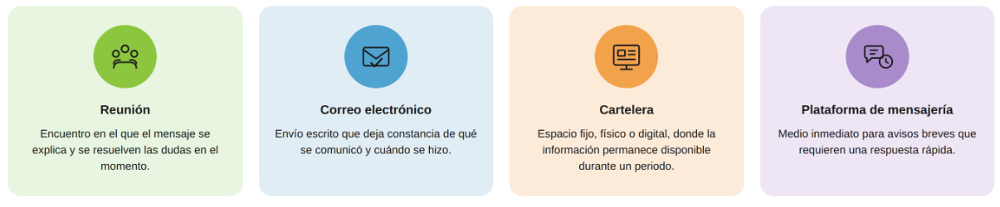 Reunión
Encuentro en el que el mensaje se
explica y se resuelven las dudas en el
momento.
Correo electrónico
Envío escrito que deja constancia de qué
se comunicó y cuándo se hizo.
Cartelera
Espacio fijo, físico o digital, donde la
información permanece disponible
durante un periodo.
Plataforma de mensajería
Medio inmediato para avisos breves que
requieren una respuesta rápida.